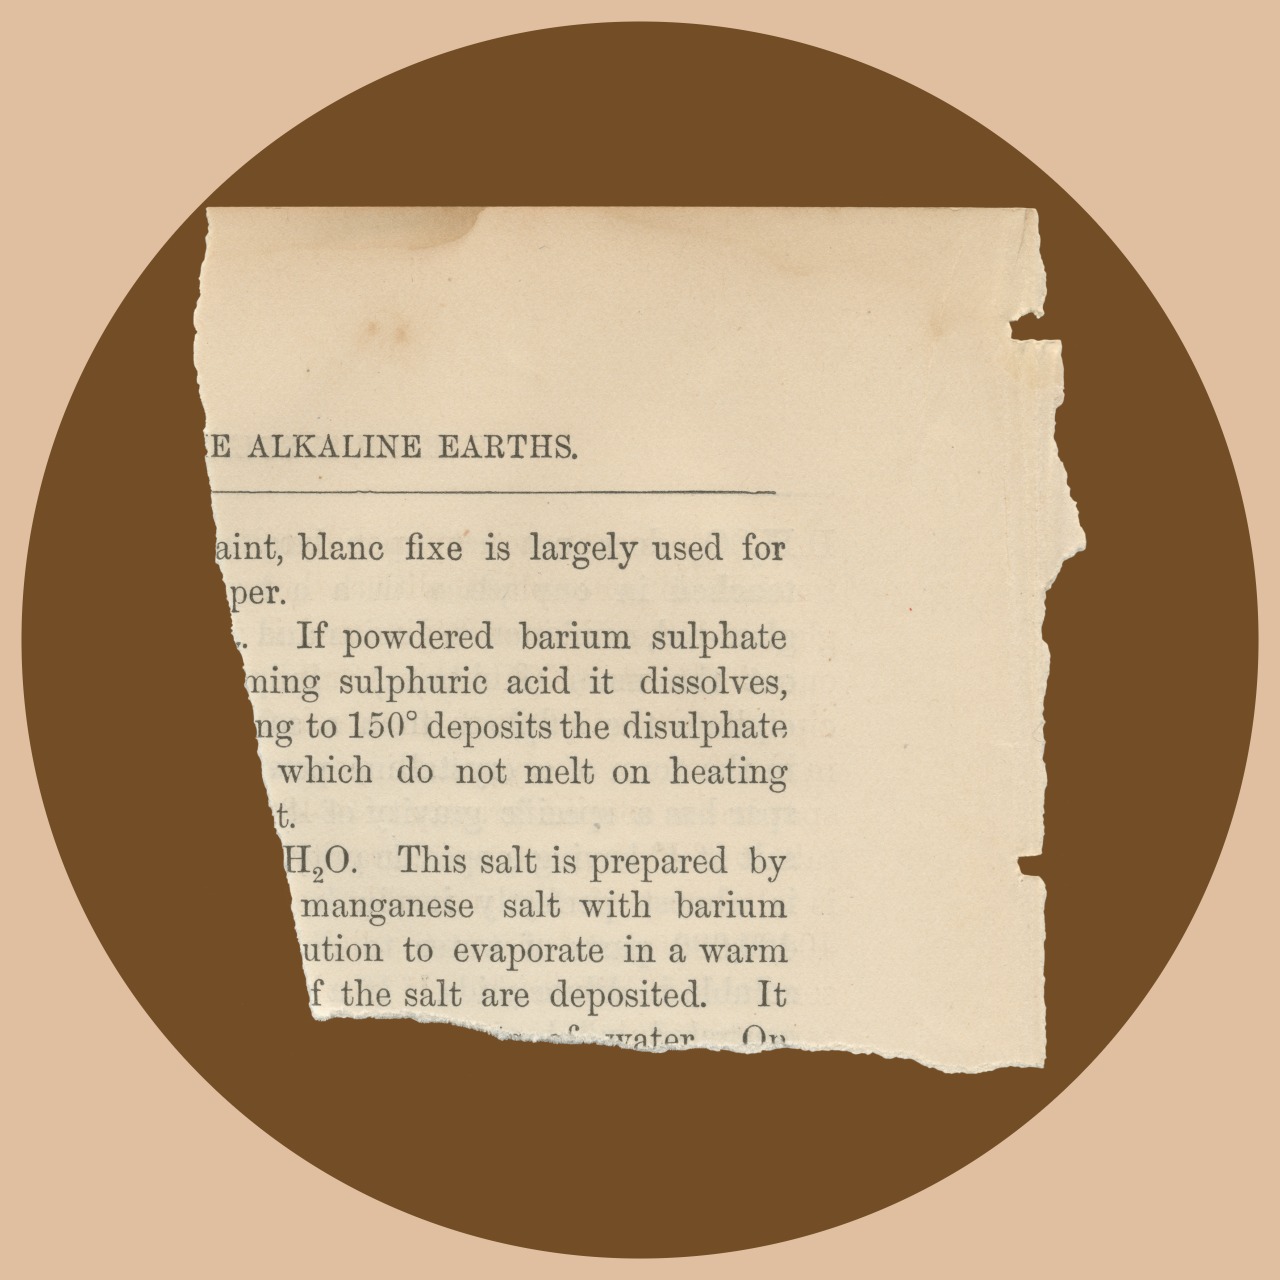 E ALKALINE EARTHS.
aint, blanc fixe is largely used for
per.
. If powdered barium sulphate
ming sulphuric acid it dissolves,
ng to 150° deposits the disulphate
which do not melt on heating
t.
H₂O. This salt is prepared by
manganese salt with barium
ution to evaporate in a warm
f the salt are deposited. It
of water. On